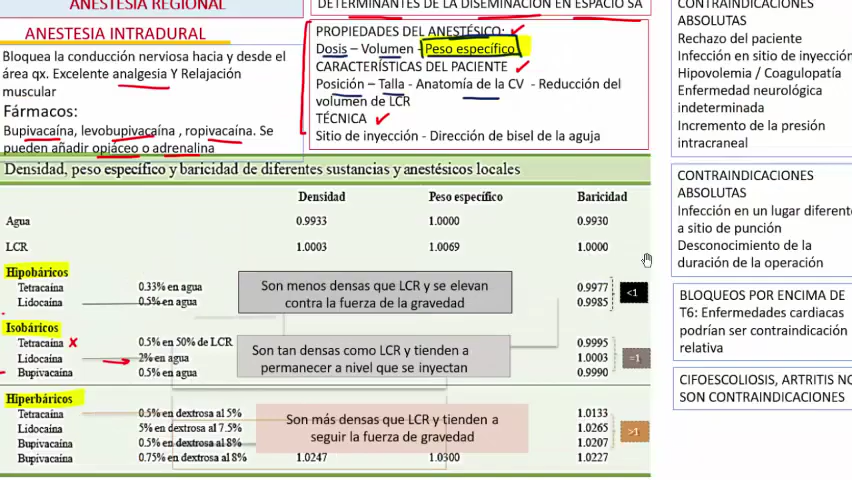 ANESTESIA REGIONAL
ANESTESIA INTRADURAL
Bloquea la conducción nerviosa hacia y desde el
área qx. Excelente analgesia Y Relajación
muscular
Fármacos:
Bupivacaína, levobupivacaína , ropivacaína. Se
pueden añadir opiáceo o adrenalina
DETERMINANTES DE LA DISEMINACIÓN EN ESPACIO SA
PROPIEDADES DEL ANESTÉSICO:
Dosis – Volumen - Peso específico
CARACTERÍSTICAS DEL PACIENTE
Posición – Talla - Anatomía de la CV - Reducción del
volumen de LCR
TÉCNICA
Sitio de inyección - Dirección de bisel de la aguja
CONTRAINDICACIONES
ABSOLUTAS
Rechazo del paciente
Infección en sitio de inyección
Hipovolemia / Coagulopatía
Enfermedad neurológica
indeterminada
Incremento de la presión
intracraneal
CONTRAINDICACIONES
ABSOLUTAS
Infección en un lugar diferente
a sitio de punción
Desconocimiento de la
duración de la operación
BLOQUEOS POR ENCIMA DE
T6: Enfermedades cardiacas
podrían ser contraindicación
relativa
CIFOESCOLIOSIS, ARTRITIS NO
SON CONTRAINDICACIONES
Densidad, peso específico y baricidad de diferentes sustancias y anestésicos locales
Densidad Peso específico Baricidad
Agua 0.9933 1.0000 0.9930
LCR 1.0003 1.0069 1.0000
Hipobáricos
Tetracaína 0.33% en agua 0.9977
Lidocaína 0.5% en agua 0.9985
Son menos densas que LCR y se elevan
contra la fuerza de la gravedad
<1
Isobáricos
Tetracaína 0.5% en 50% de LCR 0.9995
Lidocaína 2% en agua 1.0003
Bupivacaína 0.5% en agua 0.9990
Son tan densas como LCR y tienden a
permanecer a nivel que se inyectan
=1
Hiperbáricos
Tetracaína 0.5% en dextrosa al 5% 1.0133
Lidocaína 5% en dextrosa al 7.5% 1.0265
Bupivacaína 0.5% en dextrosa al 8% 1.0207
Bupivacaína 0.75% en dextrosa al 8% 1.0247 1.0300 1.0227
Son más densas que LCR y tienden a
seguir la fuerza de gravedad
>1